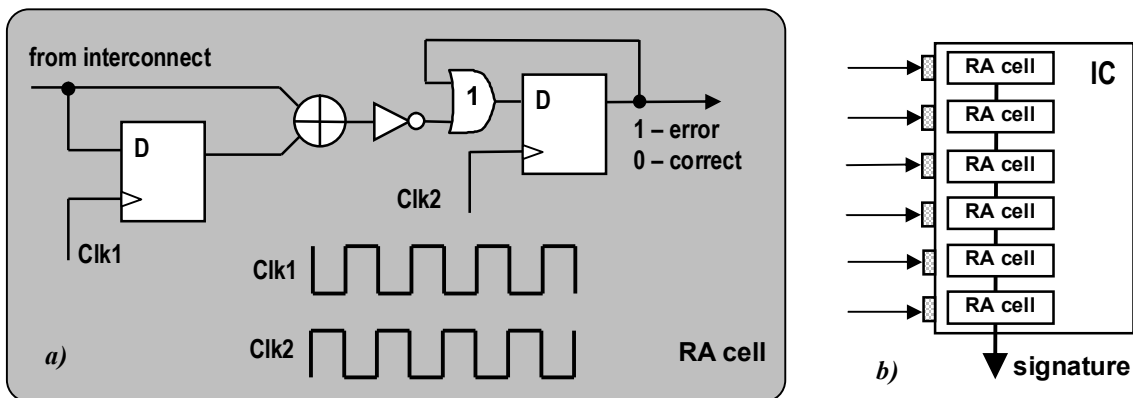 from interconnect
D
Clk1
1
D
Clk2
1 – error
0 – correct
Clk1
Clk2
a)
RA cell
IC
RA cell
RA cell
RA cell
RA cell
RA cell
RA cell
b)
signature